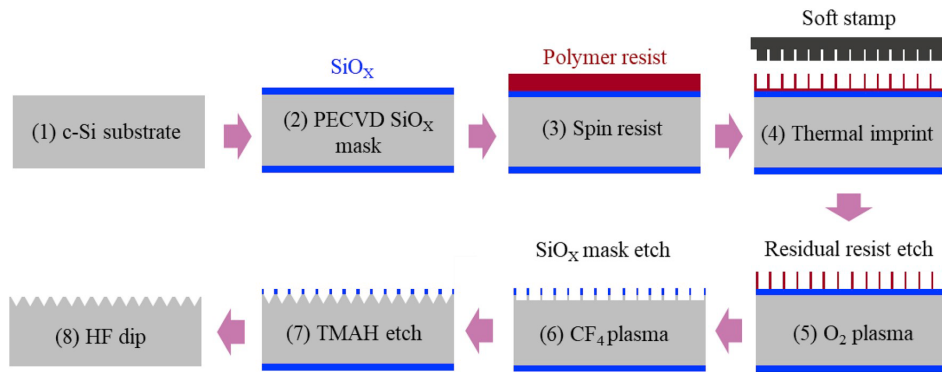 SiOX
(1) c-Si substrate
(2) PECVD SiOX
mask
Polymer resist
(3) Spin resist
Soft stamp
(4) Thermal imprint
Residual resist etch
(5) O2 plasma
SiOX mask etch
(6) CF4 plasma
(7) TMAH etch
(8) HF dip